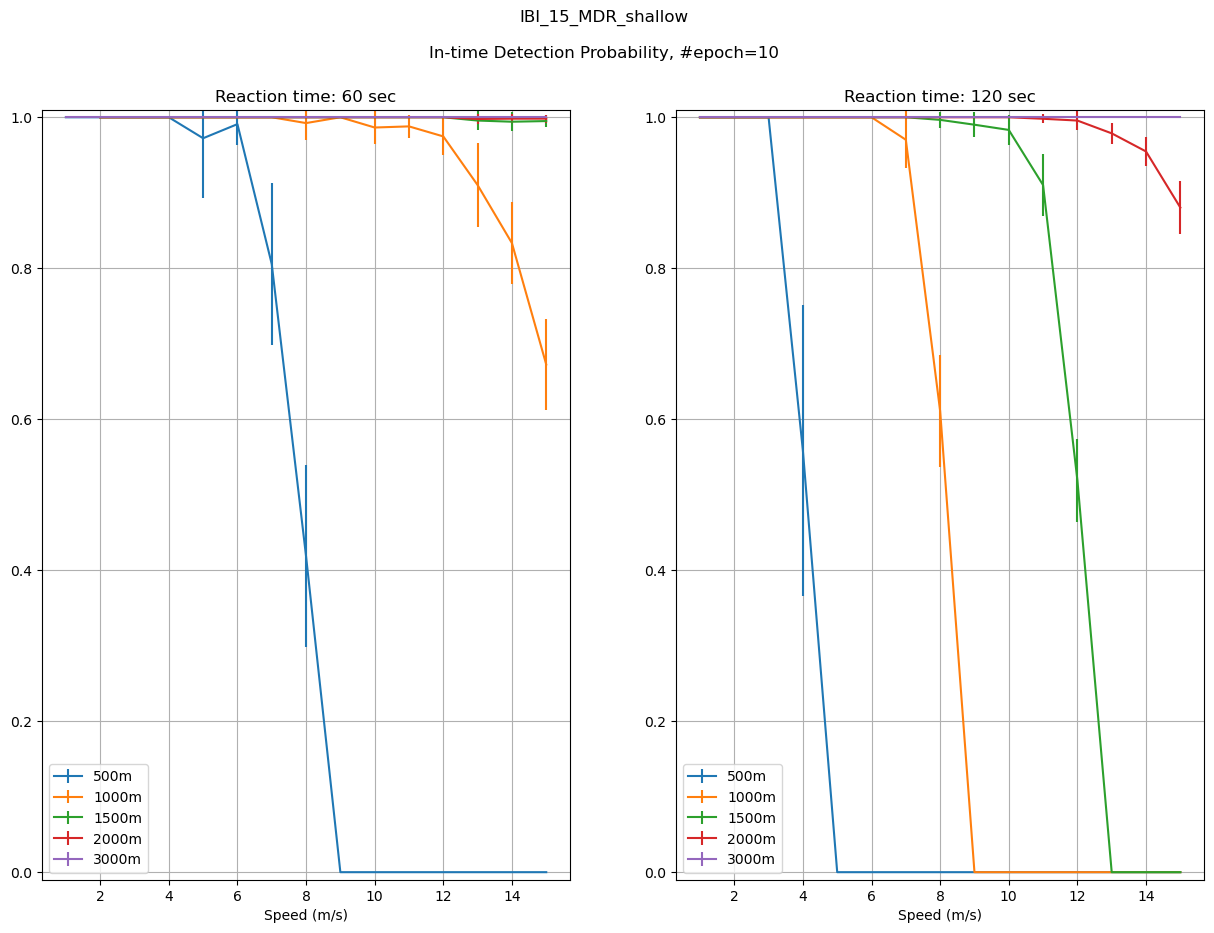 IBI_15_MDR_shallow
In-time Detection Probability, #epoch=10
Reaction time: 60 sec
1.0
0.8
0.6
0.4
0.2
0.0
500m
1000m
1500m
2000m
3000m
2 4 6 8 10 12 14
Speed (m/s)
Reaction time: 120 sec
1.0
0.8
0.6
0.4
0.2
0.0
500m
1000m
1500m
2000m
3000m
2 4 6 8 10 12 14
Speed (m/s)